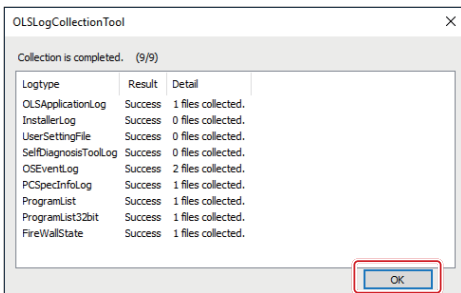 OLSLogCollectionTool
Collection is completed. (9/9)
Logtype Result Detail
OLSApplicationLog Success 1 files collected.
InstallerLog Success 0 files collected.
UserSettingFile Success 0 files collected.
SelfDiagnosisToolLog Success 0 files collected.
OSEventLog Success 2 files collected.
PCSpecInfoLog Success 1 files collected.
ProgramList Success 1 files collected.
ProgramList32bit Success 1 files collected.
FireWallState Success 1 files collected.
OK